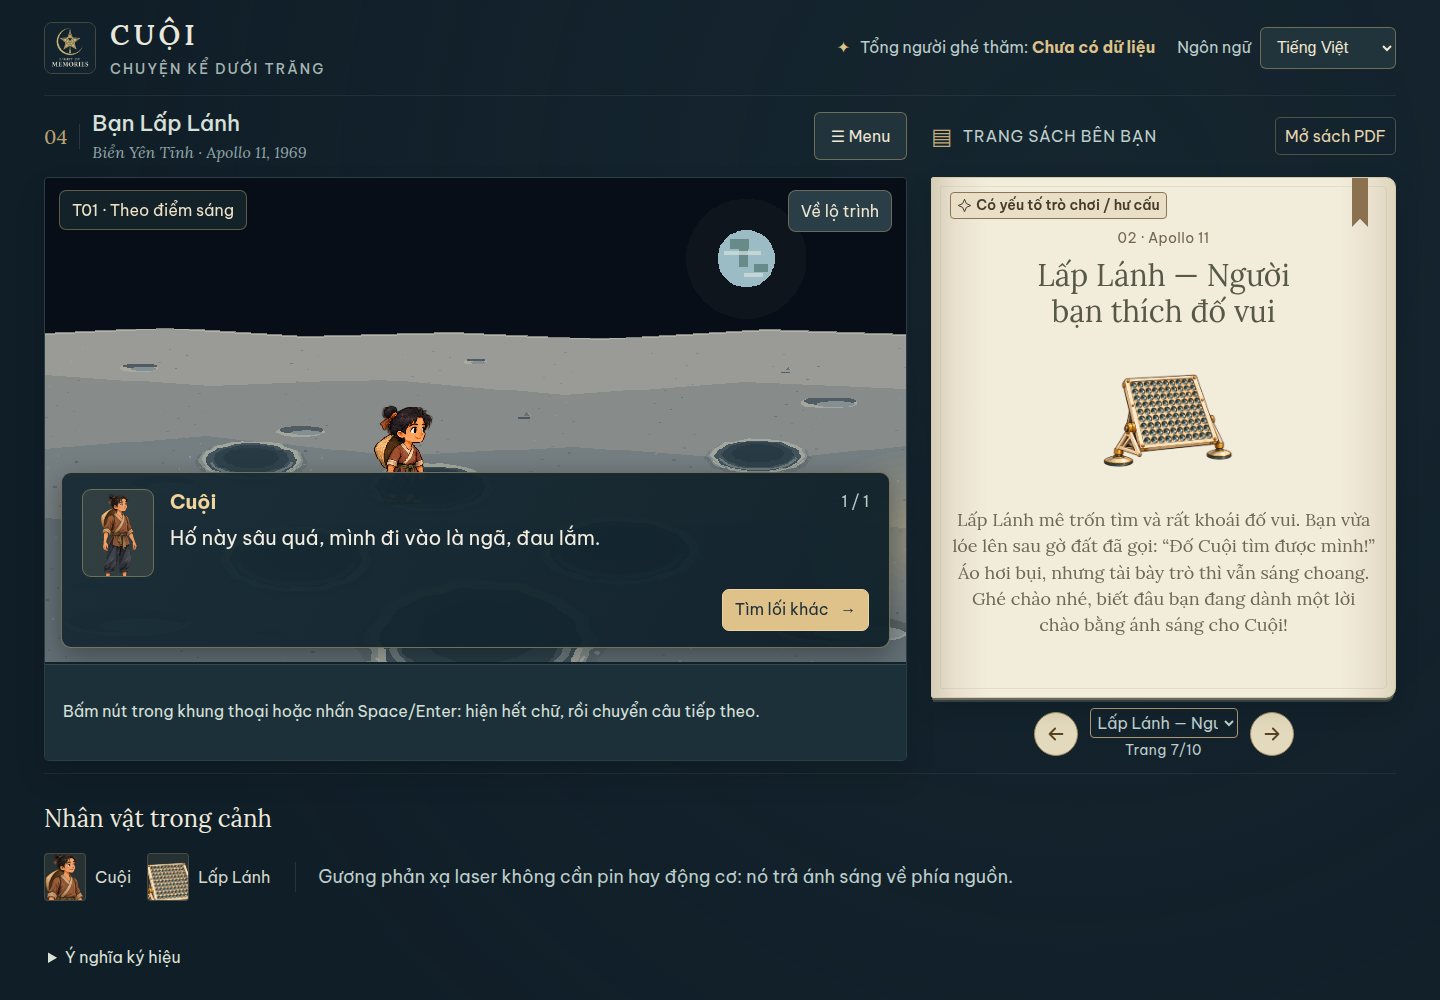 LIGHT OF
MEMORIES
CUỘI
CHUYỆN KỂ DƯỚI TRĂNG
✦ Tổng người ghé thăm: Chưa có dữ liệu
Ngôn ngữ
Tiếng Việt
04
Bạn Lấp Lánh
Biển Yên Tĩnh · Apollo 11, 1969
☰ Menu
▤ TRANG SÁCH BÊN BẠN
Mở sách PDF
T01 · Theo điểm sáng
Về lộ trình
Cuội
1 / 1
Hố này sâu quá, mình đi vào là ngã, đau lắm.
Tìm lối khác →
Bấm nút trong khung thoại hoặc nhấn Space/Enter: hiện hết chữ, rồi chuyển câu tiếp theo.
Có yếu tố trò chơi / hư cấu
02 · Apollo 11
Lấp Lánh — Người
bạn thích đố vui
Lấp Lánh mê trốn tìm và rất khoái đố vui. Bạn vừa
lóe lên sau gờ đất đã gọi: “Đố Cuội tìm được mình!”
Áo hơi bụi, nhưng tài bày trò thì vẫn sáng choang.
Ghé chào nhé, biết đâu bạn đang dành một lời
chào bằng ánh sáng cho Cuội!
←
Lấp Lánh — Ngư
→
Trang 7/10
Nhân vật trong cảnh
Cuội
Lấp Lánh
Gương phản xạ laser không cần pin hay động cơ: nó trả ánh sáng về phía nguồn.
▶ Ý nghĩa ký hiệu